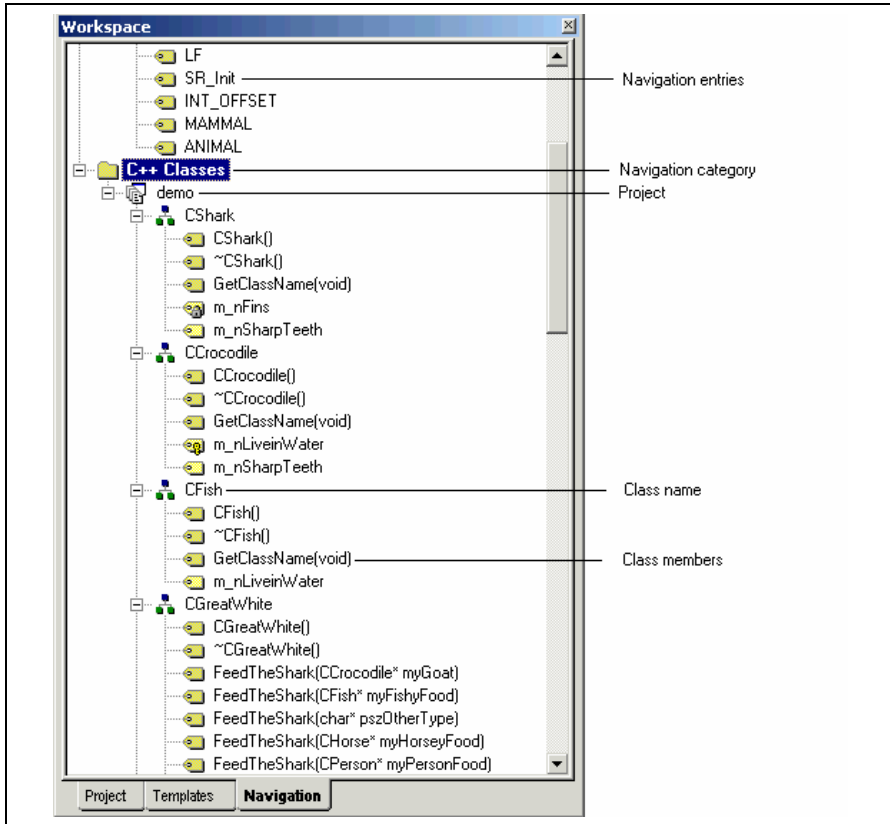 Workspace
LF
SR_Init Navigation entries
INT_OFFSET
MAMMAL
ANIMAL
C++ Classes Navigation category
demo Project
CShark
CShark()
~CShark()
GetClassName(void)
m_nFins
m_nSharpTeeth
CCrocodile
CCrocodile()
~CCrocodile()
GetClassName(void)
m_nLiveinWater
m_nSharpTeeth
CFish Class name
CFish()
~CFish()
GetClassName(void) Class members
m_nLiveinWater
CGreatWhite
CGreatWhite()
~CGreatWhite()
FeedTheShark(CCrocodile* myGoat)
FeedTheShark(CFish* myFishyFood)
FeedTheShark(char* pszOtherType)
FeedTheShark(CHorse* myHorseyFood)
FeedTheShark(CPerson* myPersonFood)
Project Templates Navigation